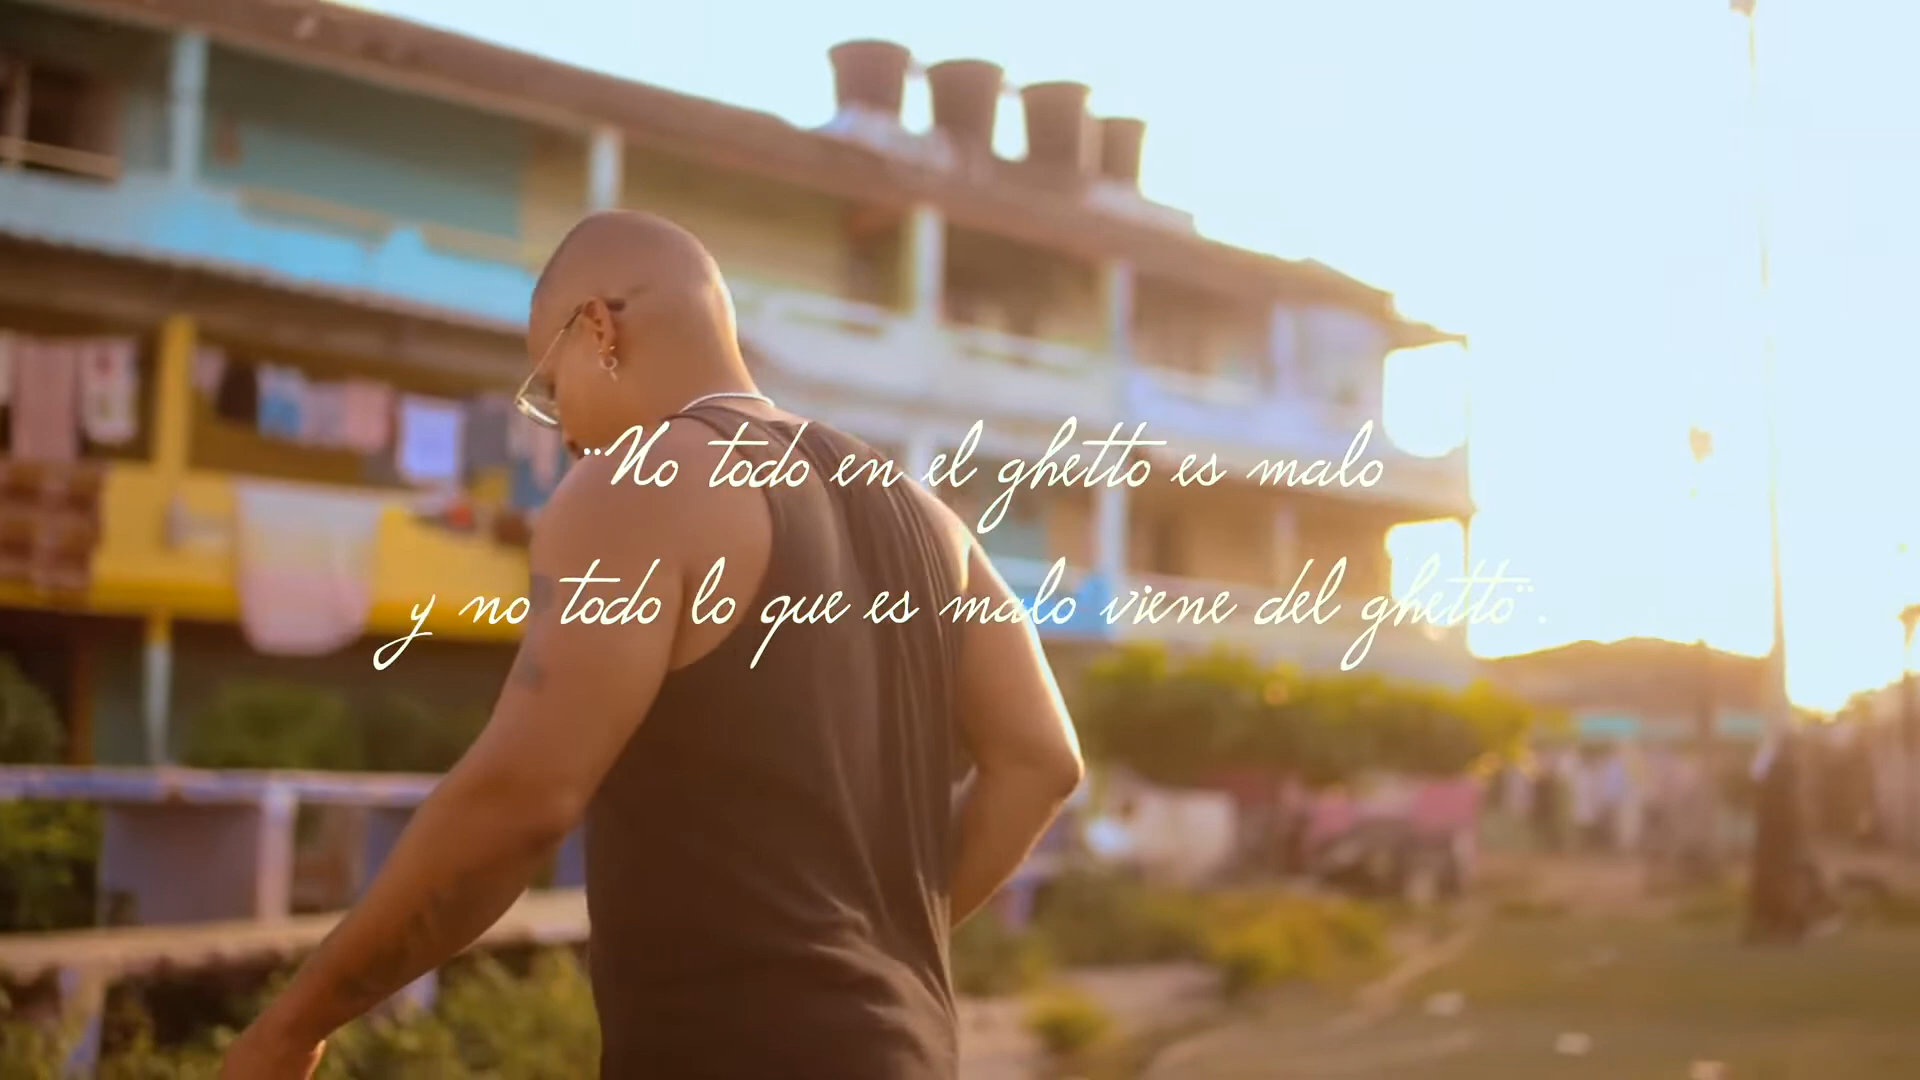 ¨No todo en el ghetto es malo
y no todo lo que es malo viene del ghetto¨.